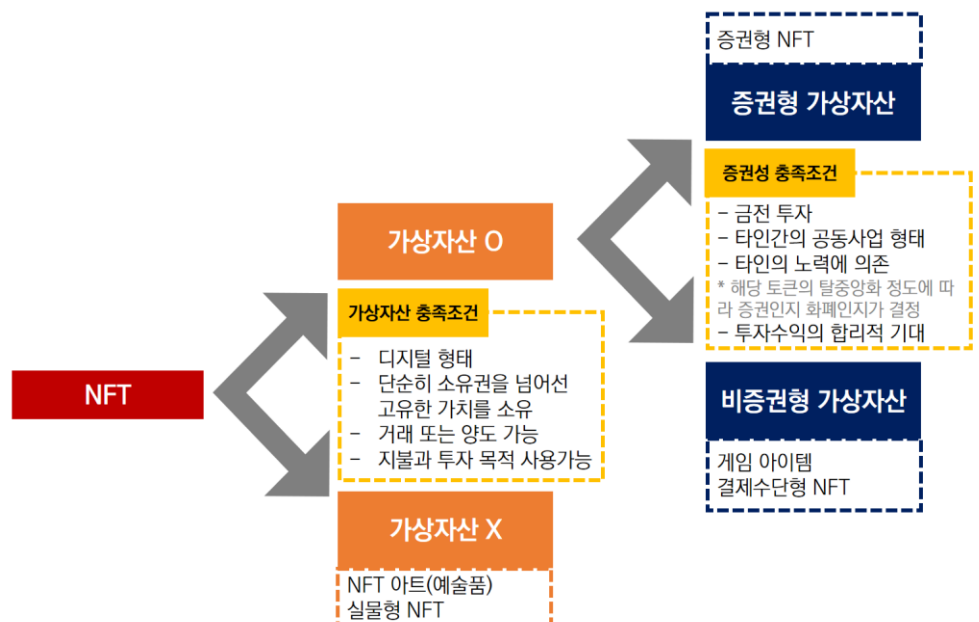 NFT
가상자산 O
가상자산 충족조건
- 디지털 형태
- 단순히 소유권을 넘어선
고유한 가치를 소유
- 거래 또는 양도 가능
- 지불과 투자 목적 사용가능
가상자산 X
NFT 아트(예술품)
실물형 NFT
증권형 NFT
증권형 가상자산
증권성 충족조건
- 금전 투자
- 타인간의 공동사업 형태
- 타인의 노력에 의존
* 해당 토큰의 탈중앙화 정도에 따
라 증권인지 화폐인지가 결정
- 투자수익의 합리적 기대
비증권형 가상자산
게임 아이템
결제수단형 NFT